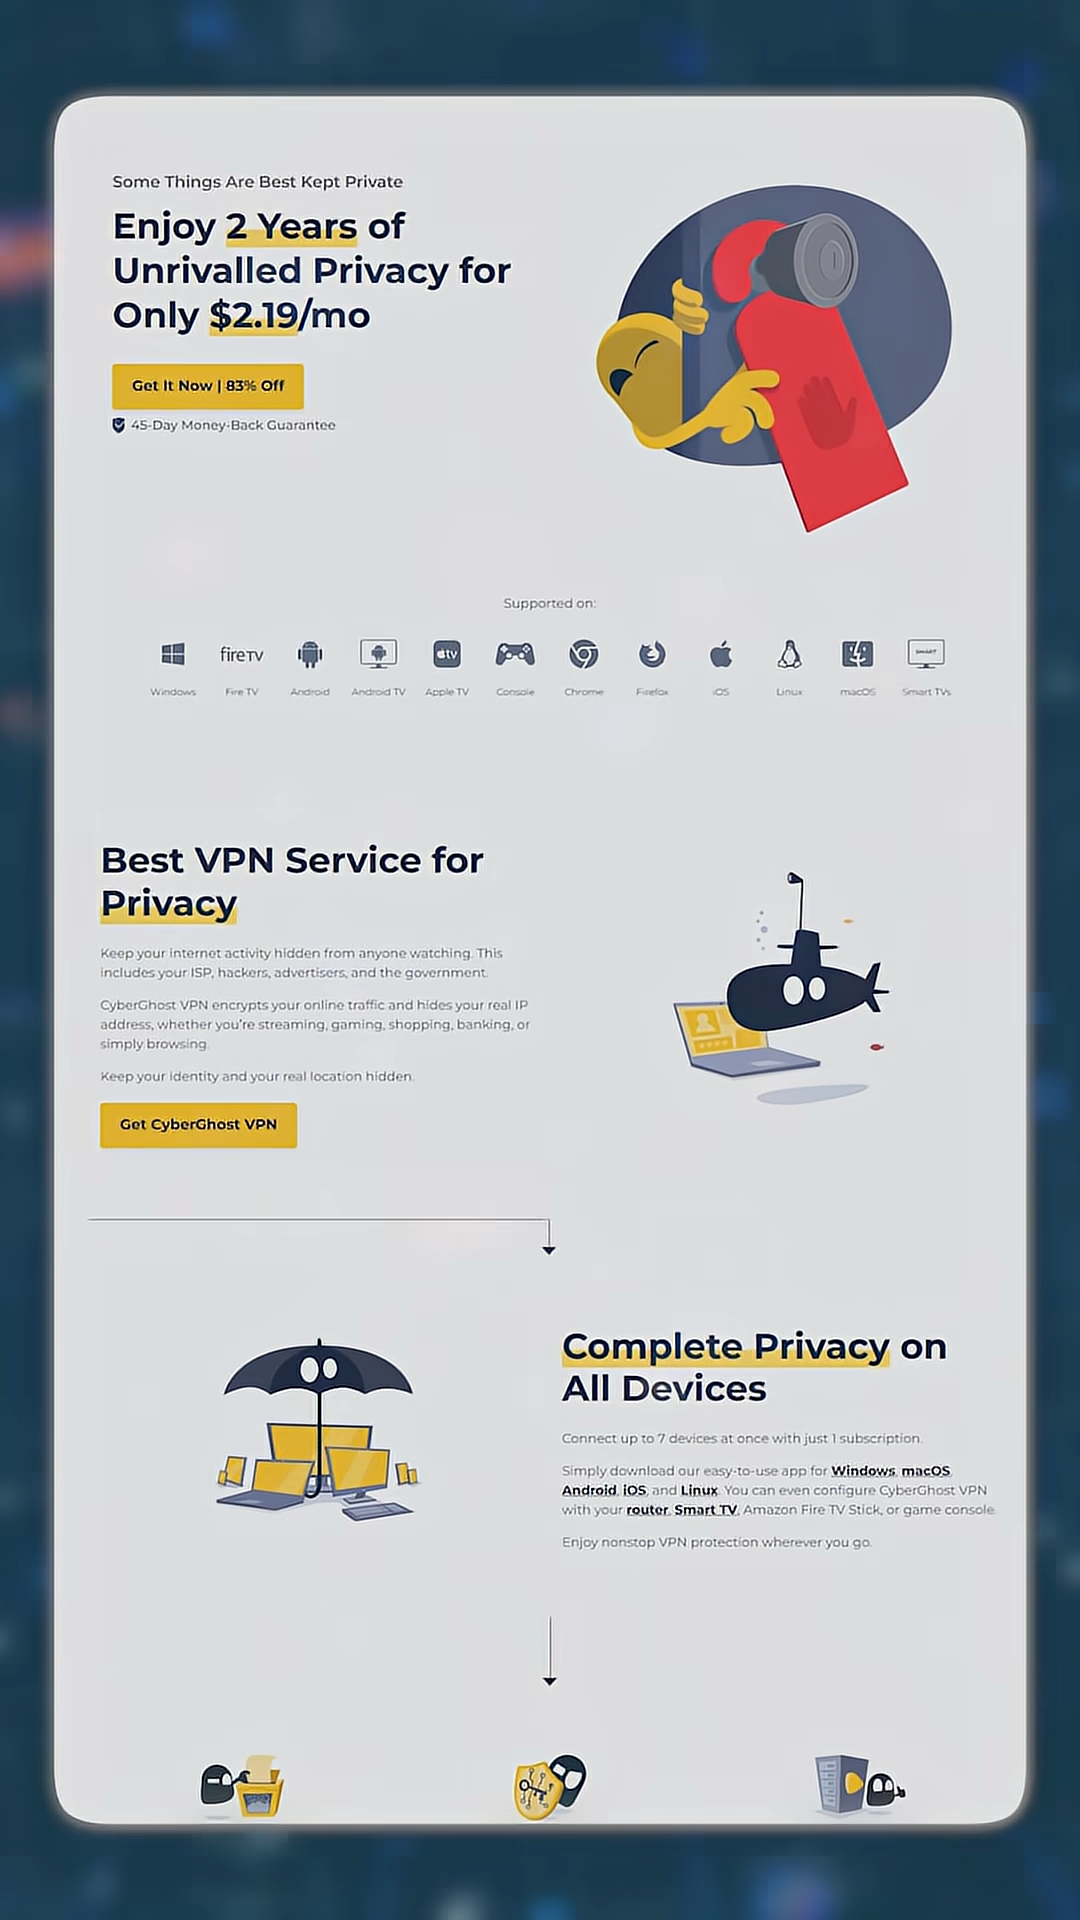 Some Things Are Best Kept Private
Enjoy 2 Years of
Unrivalled Privacy for
Only $2.19/mo
Get It Now | 83% Off
45-Day Money-Back Guarantee
Supported on:
fireTV
tv
SMART
Windows
Fire TV
Android
Android TV
Apple TV
Console
Chrome
Firefox
iOS
Linux
macOS
Smart TVs
Best VPN Service for
Privacy
Keep your internet activity hidden from anyone watching. This
includes your ISP, hackers, advertisers, and the government.
CyberGhost VPN encrypts your online traffic and hides your real IP
address, whether you're streaming, gaming, shopping, banking, or
simply browsing.
Keep your identity and your real location hidden.
Get CyberGhost VPN
Complete Privacy on
All Devices
Connect up to 7 devices at once with just 1 subscription.
Simply download our easy-to-use app for Windows, macOS,
Android, iOS, and Linux. You can even configure CyberGhost VPN
with your router, Smart TV, Amazon Fire TV Stick, or game console.
Enjoy nonstop VPN protection wherever you go.